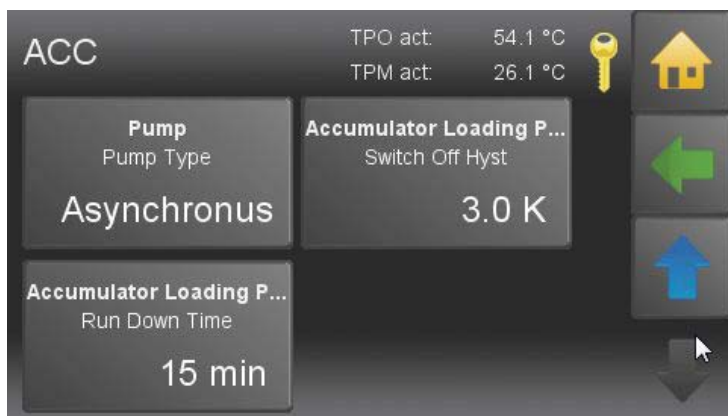 ACC
TPO act: 54.1 °C
TPM act: 26.1 °C
Pump
Pump Type
Asynchronus
Accumulator Loading P...
Switch Off Hyst
3.0 K
Accumulator Loading P...
Run Down Time
15 min